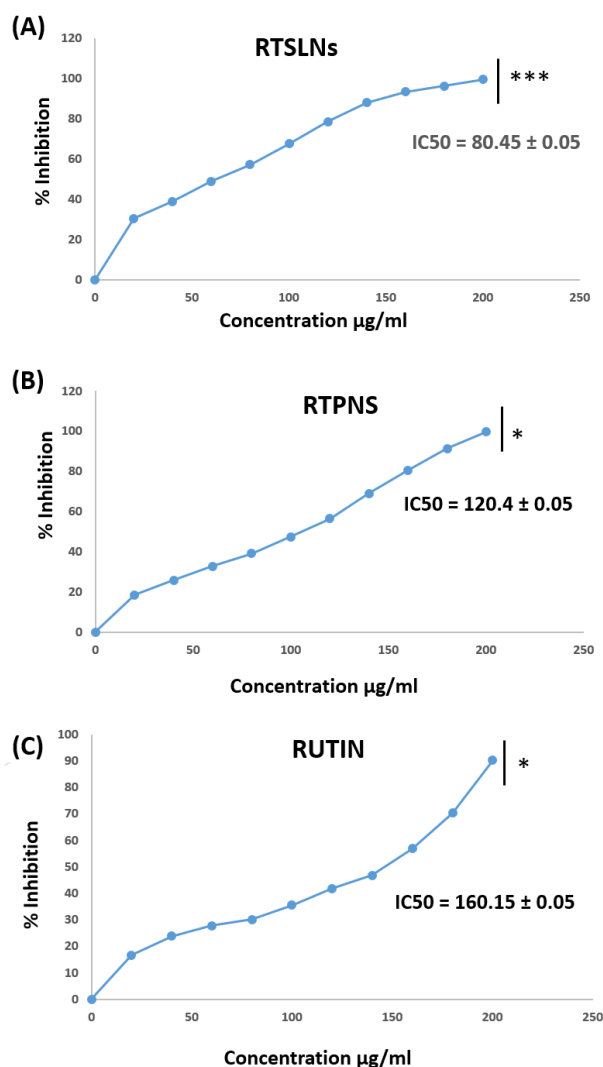 (A)
RTSLNs
120
100
80
60
40
20
0
% Inhibition
***
IC50 = 80.45 ± 0.05
0 50 100 150 200 250
Concentration µg/ml
(B)
RTPNS
120
100
80
60
40
20
0
% Inhibition
*
IC50 = 120.4 ± 0.05
0 50 100 150 200 250
Concentration µg/ml
(C)
RUTIN
100
90
80
70
60
50
40
30
20
10
0
% Inhibition
*
IC50 = 160.15 ± 0.05
0 50 100 150 200 250
Concentration µg/ml